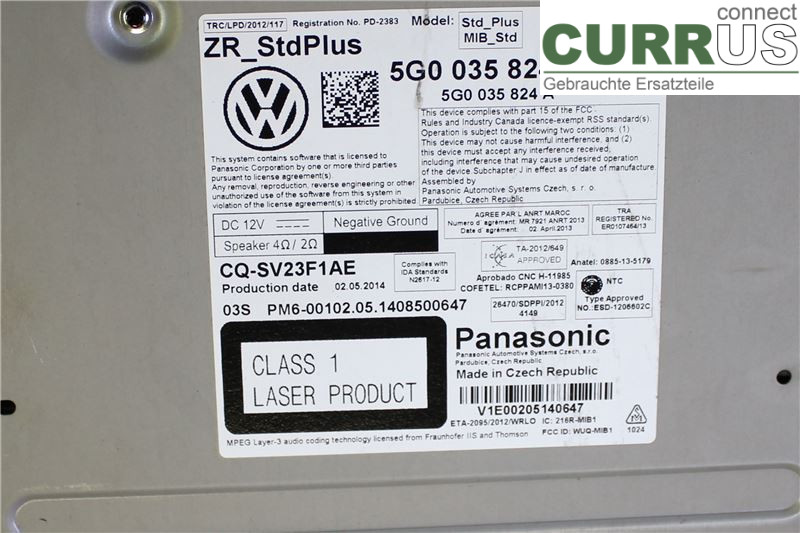 TRC/LPD/2012/117
Registration No. PD-2383
Model:
Std_Plus
MIB_Std
connect
CURRUS
Gebrauchte Ersatzteile
ZR_StdPlus
5G0 035 82
5G0 035 824 A
This system contains software that is licensed to
Panasonic Corporation by one or more third parties
pursuant to license agreement(s).
Any removal, reproduction, reverse engineering or other
unauthorized use of the software in this system in
violation of the license agreement(s) is strictly prohibited.
This device complies with part 15 of the FCC
Rules and Industry Canada licence-exempt RSS standard(s).
Operation is subject to the following two conditions: (1)
This device may not cause harmful interference, and (2)
this device must accept any interference received,
including interference that may cause undesired operation
of the device.Subchapter J in effect as of date of manufacture.
Assembled by
Panasonic Automotive Systems Czech, s. r. o.
Pardubice, Czech Republic
DC 12V
Negative Ground
Speaker 4Ω/ 2Ω
AGREE PAR L'ANRT MAROC
Numero d`agrément: MR 7921 ANRT 2013
Date d`agrément: 02. April.2013
TRA
REGISTERED No.
ER0107464/13
CQ-SV23F1AE
Production date 02.05.2014
Complies with
IDA Standards
N2617-12
ICASA
TA-2012/649
APPROVED
Anatel: 0885-13-5179
Aprobado CNC H-11985
COFETEL: RCPPAMI13-0380
NTC
Type Approved
NO.:ESD-1206602C
03S PM6-00102.05.1408500647
26470/SDPPI/2012
4149
CLASS 1
LASER PRODUCT
Panasonic
Panasonic Automotive Systems Czech, s.r.o.
Pardubice, Czech Republic
Made in Czech Republic
V1E00205140647
ETA-2095/2012/WRLO IC: 216R-MIB1
FCC ID: WUQ-MIB1
1024
MPEG Layer-3 audio coding technology licensed from Fraunhofer IIS and Thomson